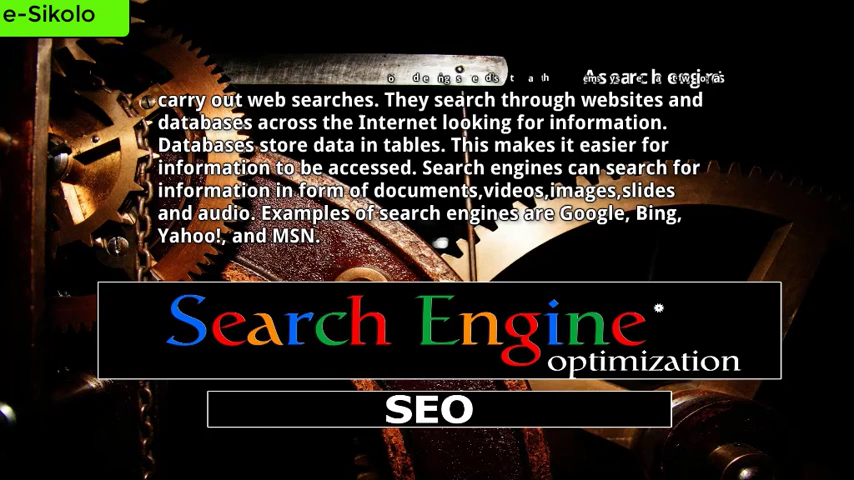 e-Sikolo
carry out web searches. They search through websites and
databases across the Internet looking for information.
Databases store data in tables. This makes it easier for
information to be accessed. Search engines can search for
information in form of documents,videos,images,slides
and audio. Examples of search engines are Google, Bing,
Yahoo!, and MSN.
Search Engine
optimization
SEO